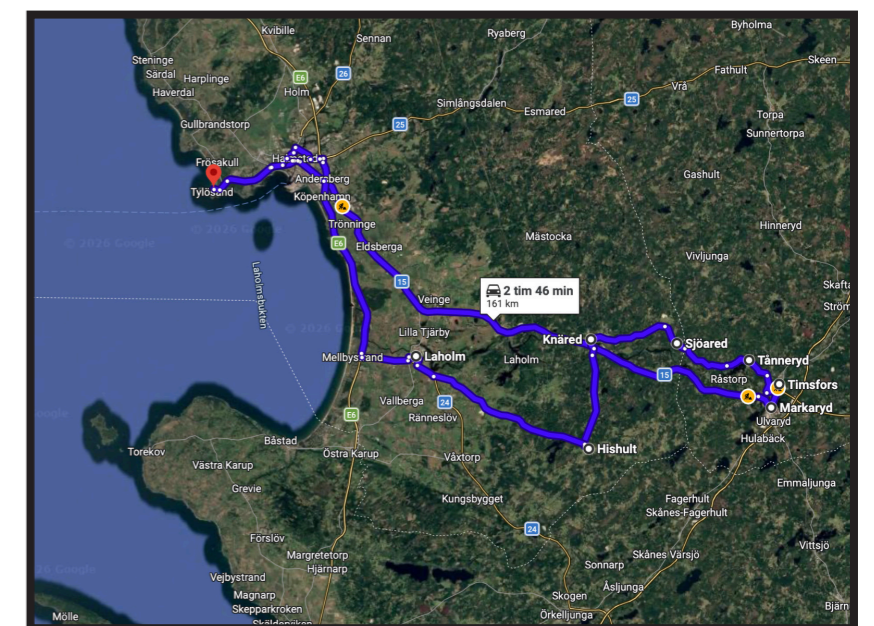 Kvibille
Sennan
Ryaberg
Byholma
Steninge
Särdal
Harplinge
Haverdal
E6
26
Holm
Skeen
Fathult
Vrå
25
Simlångsdalen
Esmared
Torpa
Gullbrandstorp
25
Sunnertorpa
Frösakull
Gashult
Tylösand
Andersberg
Köpenhamn
Trönninge
Hinneryd
E6
Eldsberga
Mästocka
© 2026 Google
Vivljunga
Laholmsbukten
15
2 tim 46 min
161 km
Veinge
Lilla Tjärby
Knäred
Sjöared
Mellbystrand
Laholm
Laholm
Tånneryd
15
Råstorp
Timsfors
Vallberga
24
Markaryd
E6
Ränneslöv
Ulvaryd
Båstad
Hulabäck
Torekov
Östra Karup
Våxtorp
Hishult
Västra Karup
Emmaljunga
Grevie
Kungsbygget
Fagerhult
Skånes-Fagerhult
24
Förslöv
Vittsjö
Margretetorp
Skånes Värsjö
Hjärnarp
Sonnarp
Vejbystrand
Åsljunga
Magnarp
Skogen
Skepparkroken
Mölle
Örkelljunga